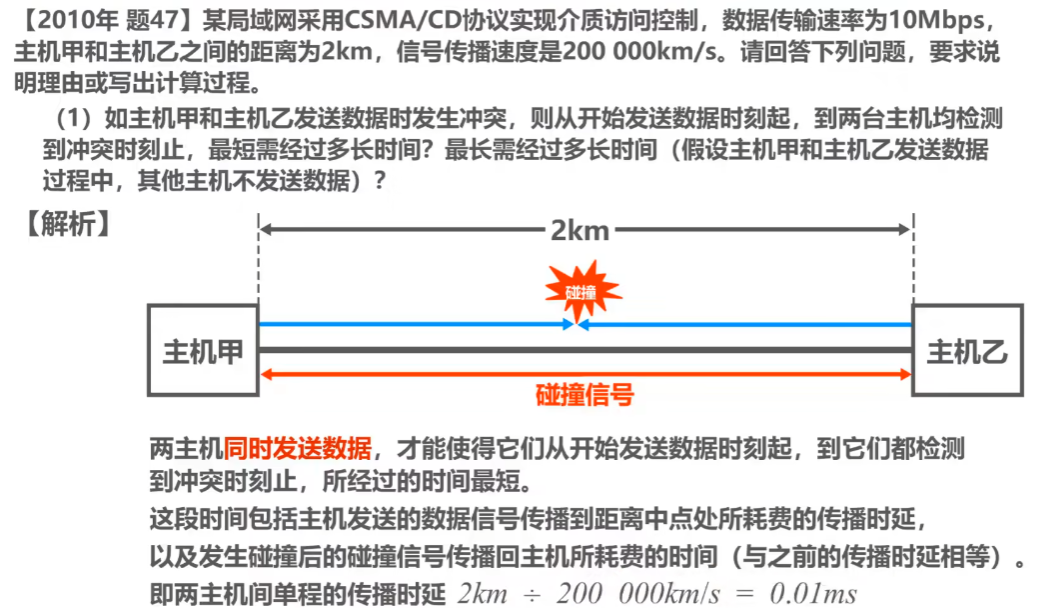 【2010年 题47】某局域网采用CSMA/CD协议实现介质访问控制，数据传输速率为10Mbps，
主机甲和主机乙之间的距离为2km，信号传播速度是200 000km/s。请回答下列问题，要求说
明理由或写出计算过程。
（1）如主机甲和主机乙发送数据时发生冲突，则从开始发送数据时刻起，到两台主机均检测
到冲突时刻止，最短需经过多长时间？最长需经过多长时间（假设主机甲和主机乙发送数据
过程中，其他主机不发送数据）？
【解析】
2km
碰撞
主机甲
主机乙
碰撞信号
两主机同时发送数据，才能使得它们从开始发送数据时刻起，到它们都检测
到冲突时刻止，所经过的时间最短。
这段时间包括主机发送的数据信号传播到距离中点处所耗费的传播时延，
以及发生碰撞后的碰撞信号传播回主机所耗费的时间（与之前的传播时延相等）。
即两主机间单程的传播时延 2km ÷ 200 000km/s = 0.01ms